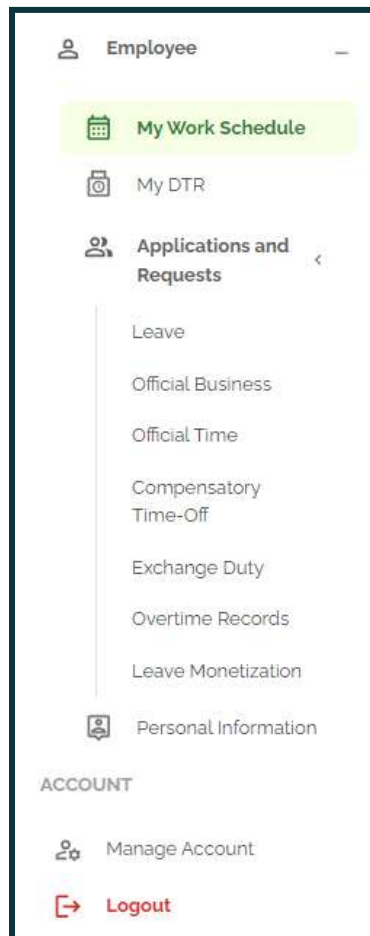 Employee
My Work Schedule
My DTR
Applications and
Requests
Leave
Official Business
Official Time
Compensatory
Time-Off
Exchange Duty
Overtime Records
Leave Monetization
Personal Information
ACCOUNT
Manage Account
Logout